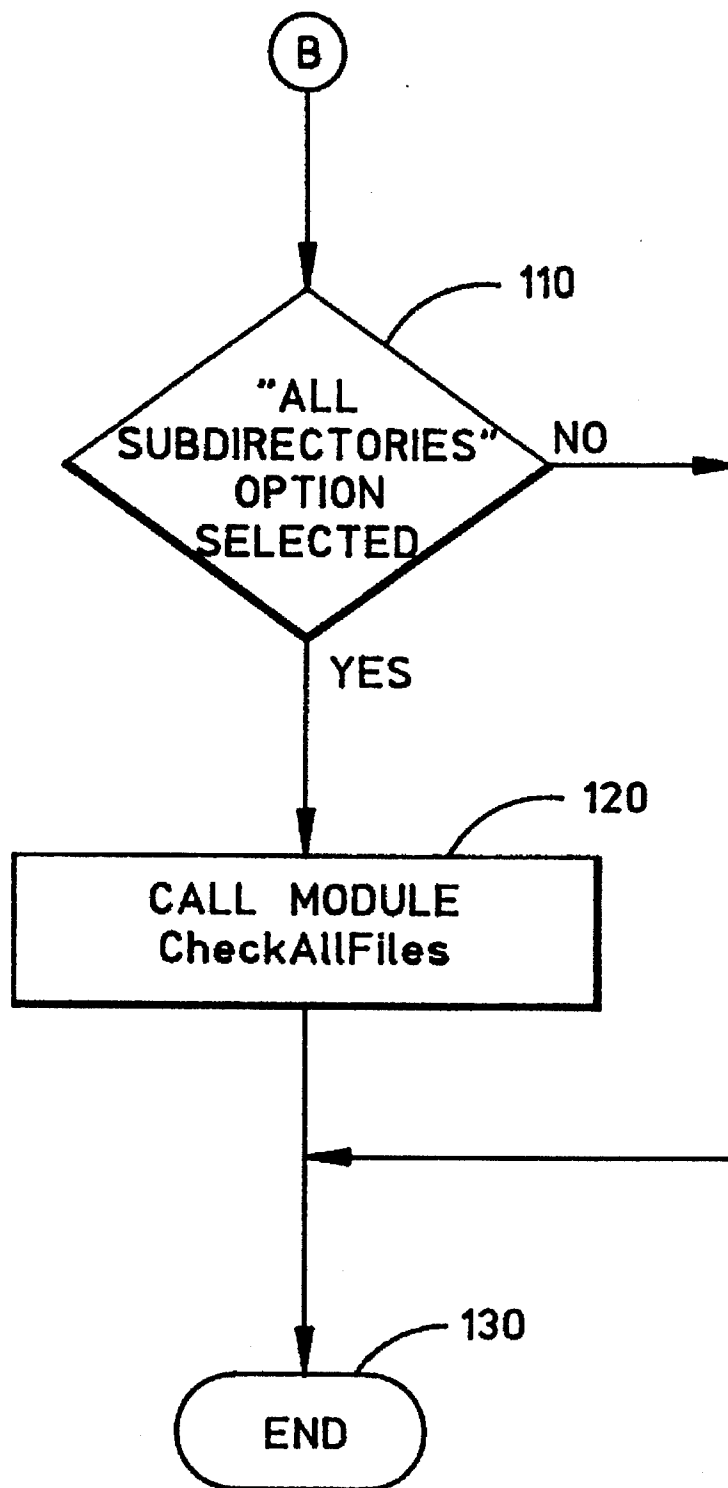 B
110
"ALL
SUBDIRECTORIES"
OPTION
SELECTED
NO
YES
120
CALL MODULE
CheckAllFiles
130
END